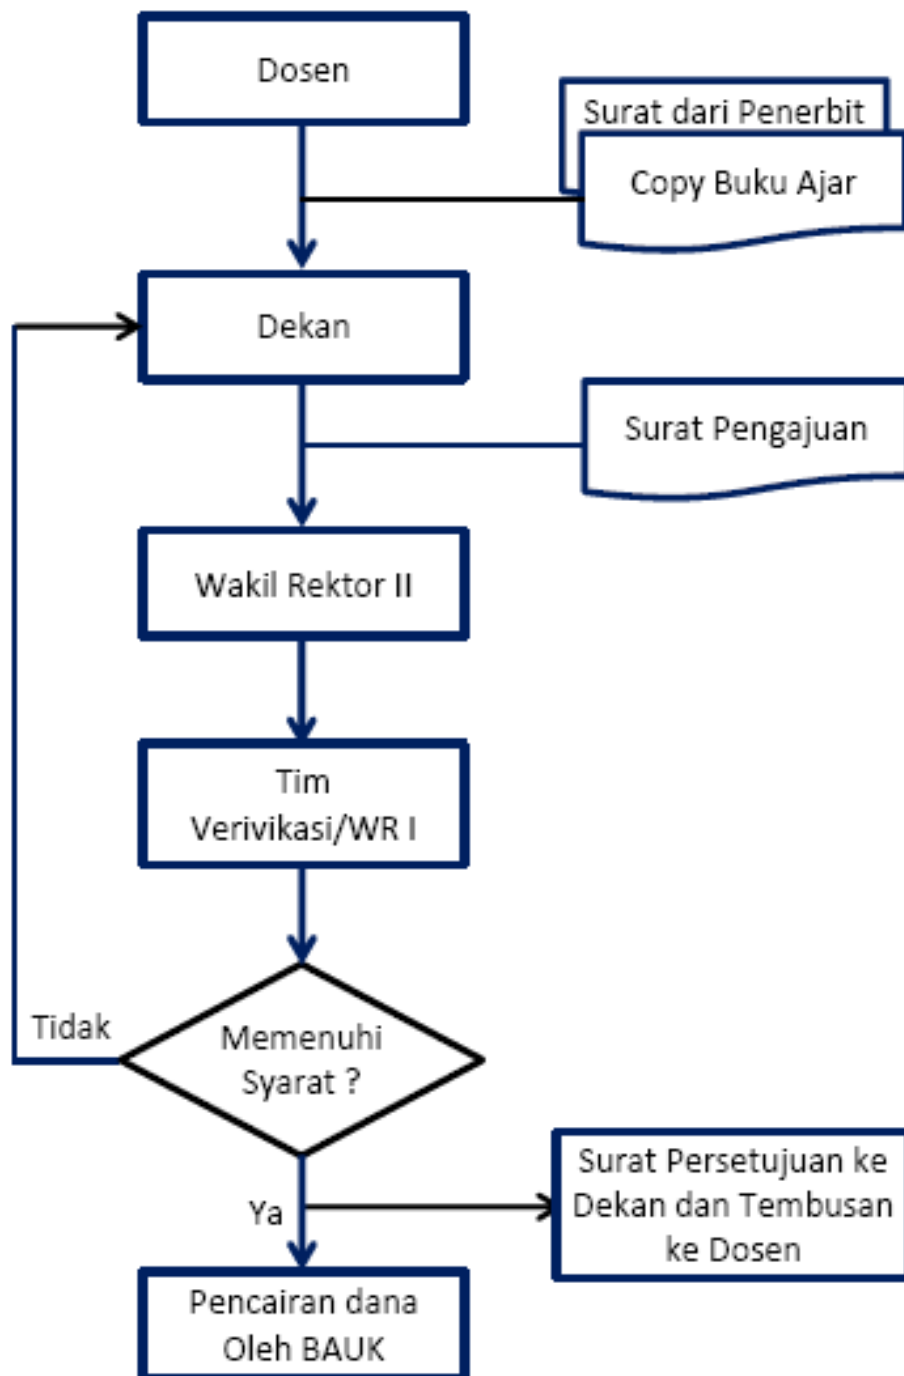 Dosen
Surat dari Penerbit
Copy Buku Ajar
Dekan
Surat Pengajuan
Wakil Rektor II
Tim
Verivikasi/WR I
Tidak
Memenuhi
Syarat ?
Ya
Surat Persetujuan ke
Dekan dan Tembusan
ke Dosen
Pencairan dana
Oleh BAUK